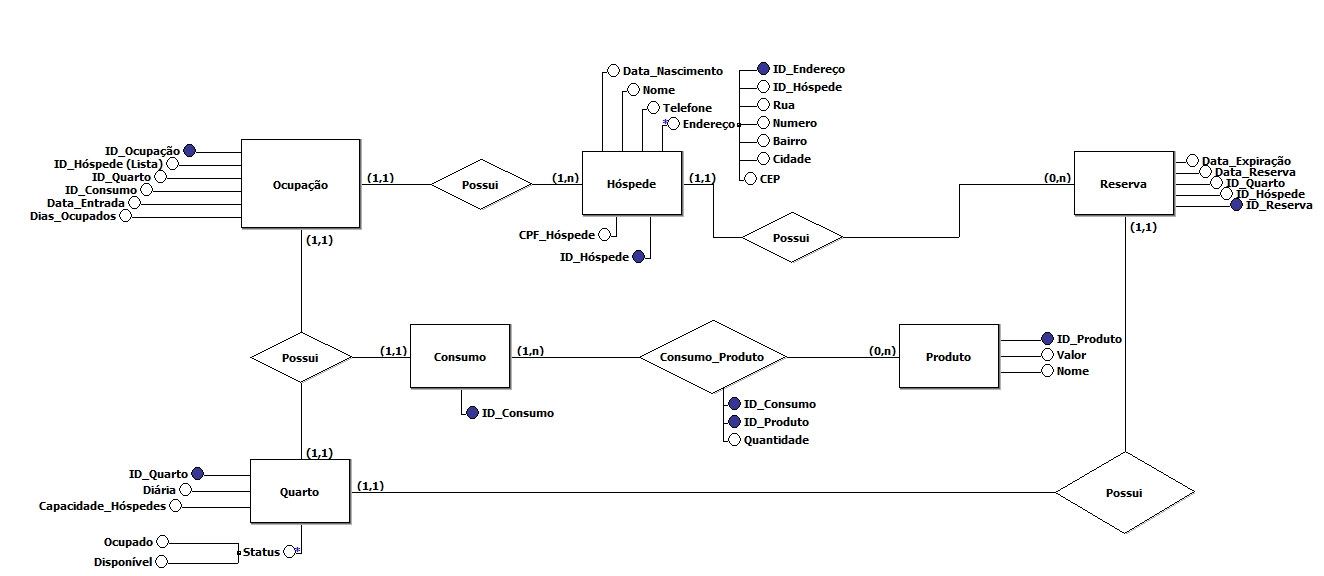 Data_Nascimento
Nome
Telefone
* Endereço
ID_Endereço
ID_Hóspede
Rua
Numero
Bairro
Cidade
CEP
ID_Ocupação
ID_Hóspede (Lista)
ID_Quarto
ID_Consumo
Data_Entrada
Dias_Ocupados
Ocupação
(1,1)
Possui
(1,n)
Hóspede
(1,1)
(0,n)
Reserva
Data_Expiração
Data_Reserva
ID_Quarto
ID_Hóspede
ID_Reserva
(1,1)
(1,1)
CPF_Hóspede
ID_Hóspede
Possui
Possui
(1,1)
Consumo
(1,n)
Consumo_Produto
(0,n)
Produto
ID_Produto
Valor
Nome
ID_Consumo
ID_Consumo
ID_Produto
Quantidade
(1,1)
ID_Quarto
Diária
Capacidade_Hóspedes
Quarto
(1,1)
Possui
Ocupado
Disponível
Status *